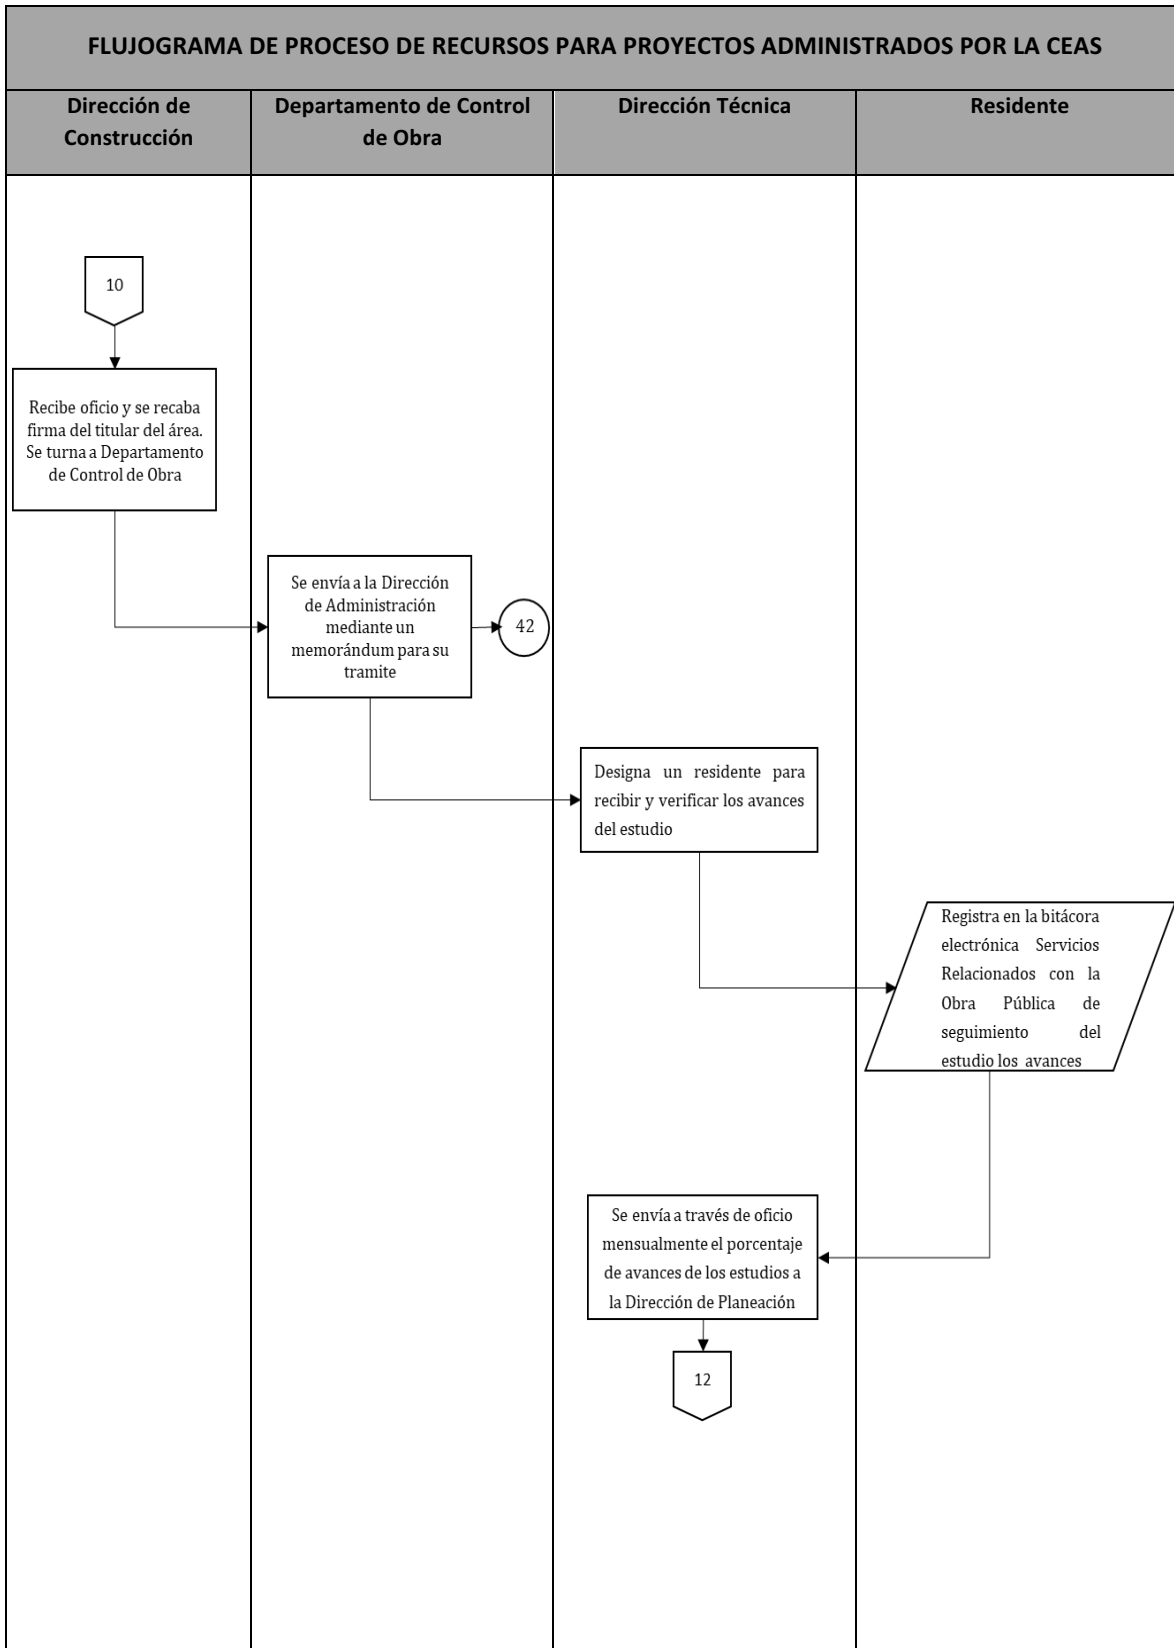 FLUJOGRAMA DE PROCESO DE RECURSOS PARA PROYECTOS ADMINISTRADOS POR LA CEAS
Dirección de
Construcción
Departamento de Control
de Obra
Dirección Técnica
Residente
10
Recibe oficio y se recaba
firma del titular del área.
Se turna a Departamento
de Control de Obra
Se envía a la Dirección
de Administración
mediante un
memorándum para su
tramite
42
Designa un residente para
recibir y verificar los avances
del estudio
Registra en la bitácora
electrónica Servicios
Relacionados con la
Obra Pública de
seguimiento del
estudio los avances
Se envía a través de oficio
mensualmente el porcentaje
de avances de los estudios a
la Dirección de Planeación
12